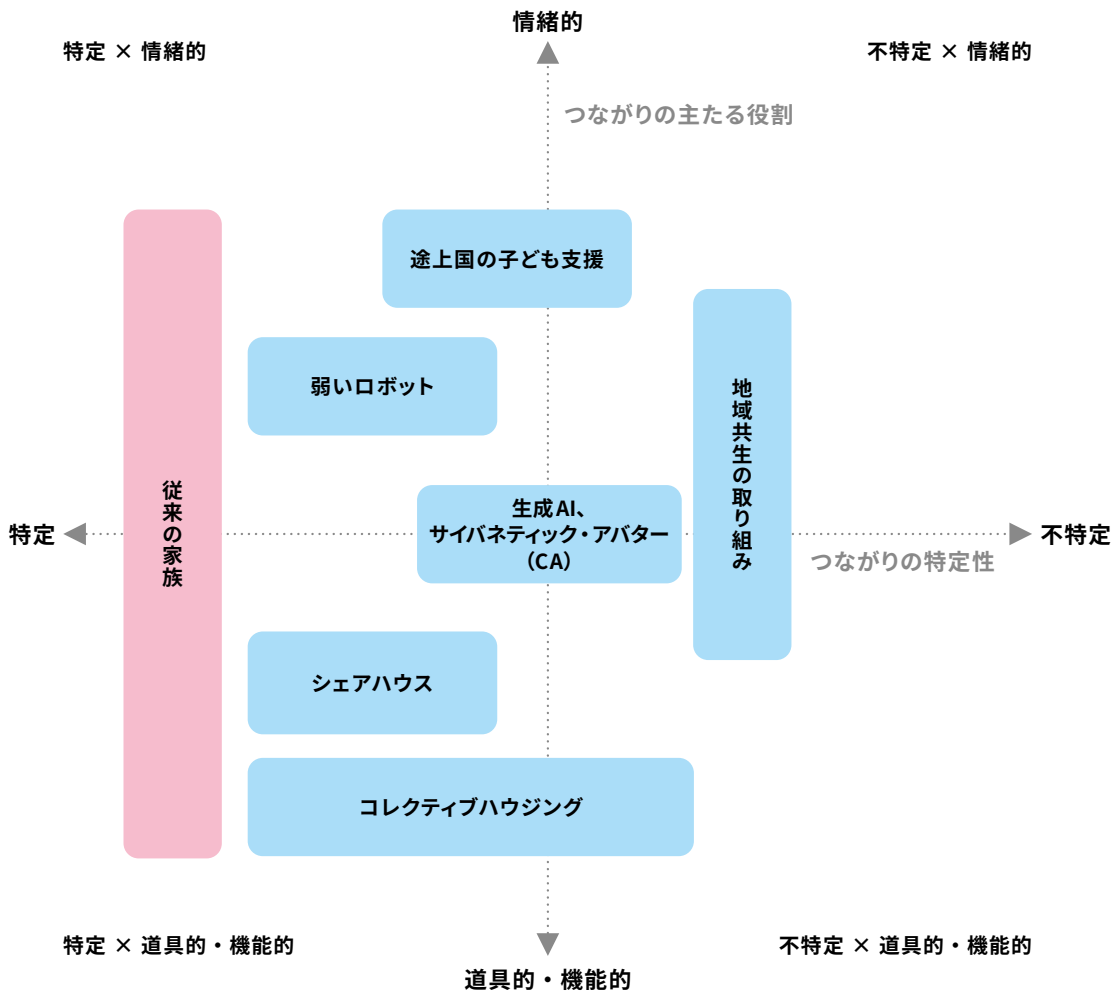 情緒的
特定 × 情緒的
不特定 × 情緒的
つながりの主たる役割
途上国の子ども支援
弱いロボット
地域共生の取り組み
従来の家族
生成AI、
サイバネティック・アバター
（CA）
特定
不特定
つながりの特定性
シェアハウス
コレクティブハウジング
特定 × 道具的・機能的
不特定 × 道具的・機能的
道具的・機能的